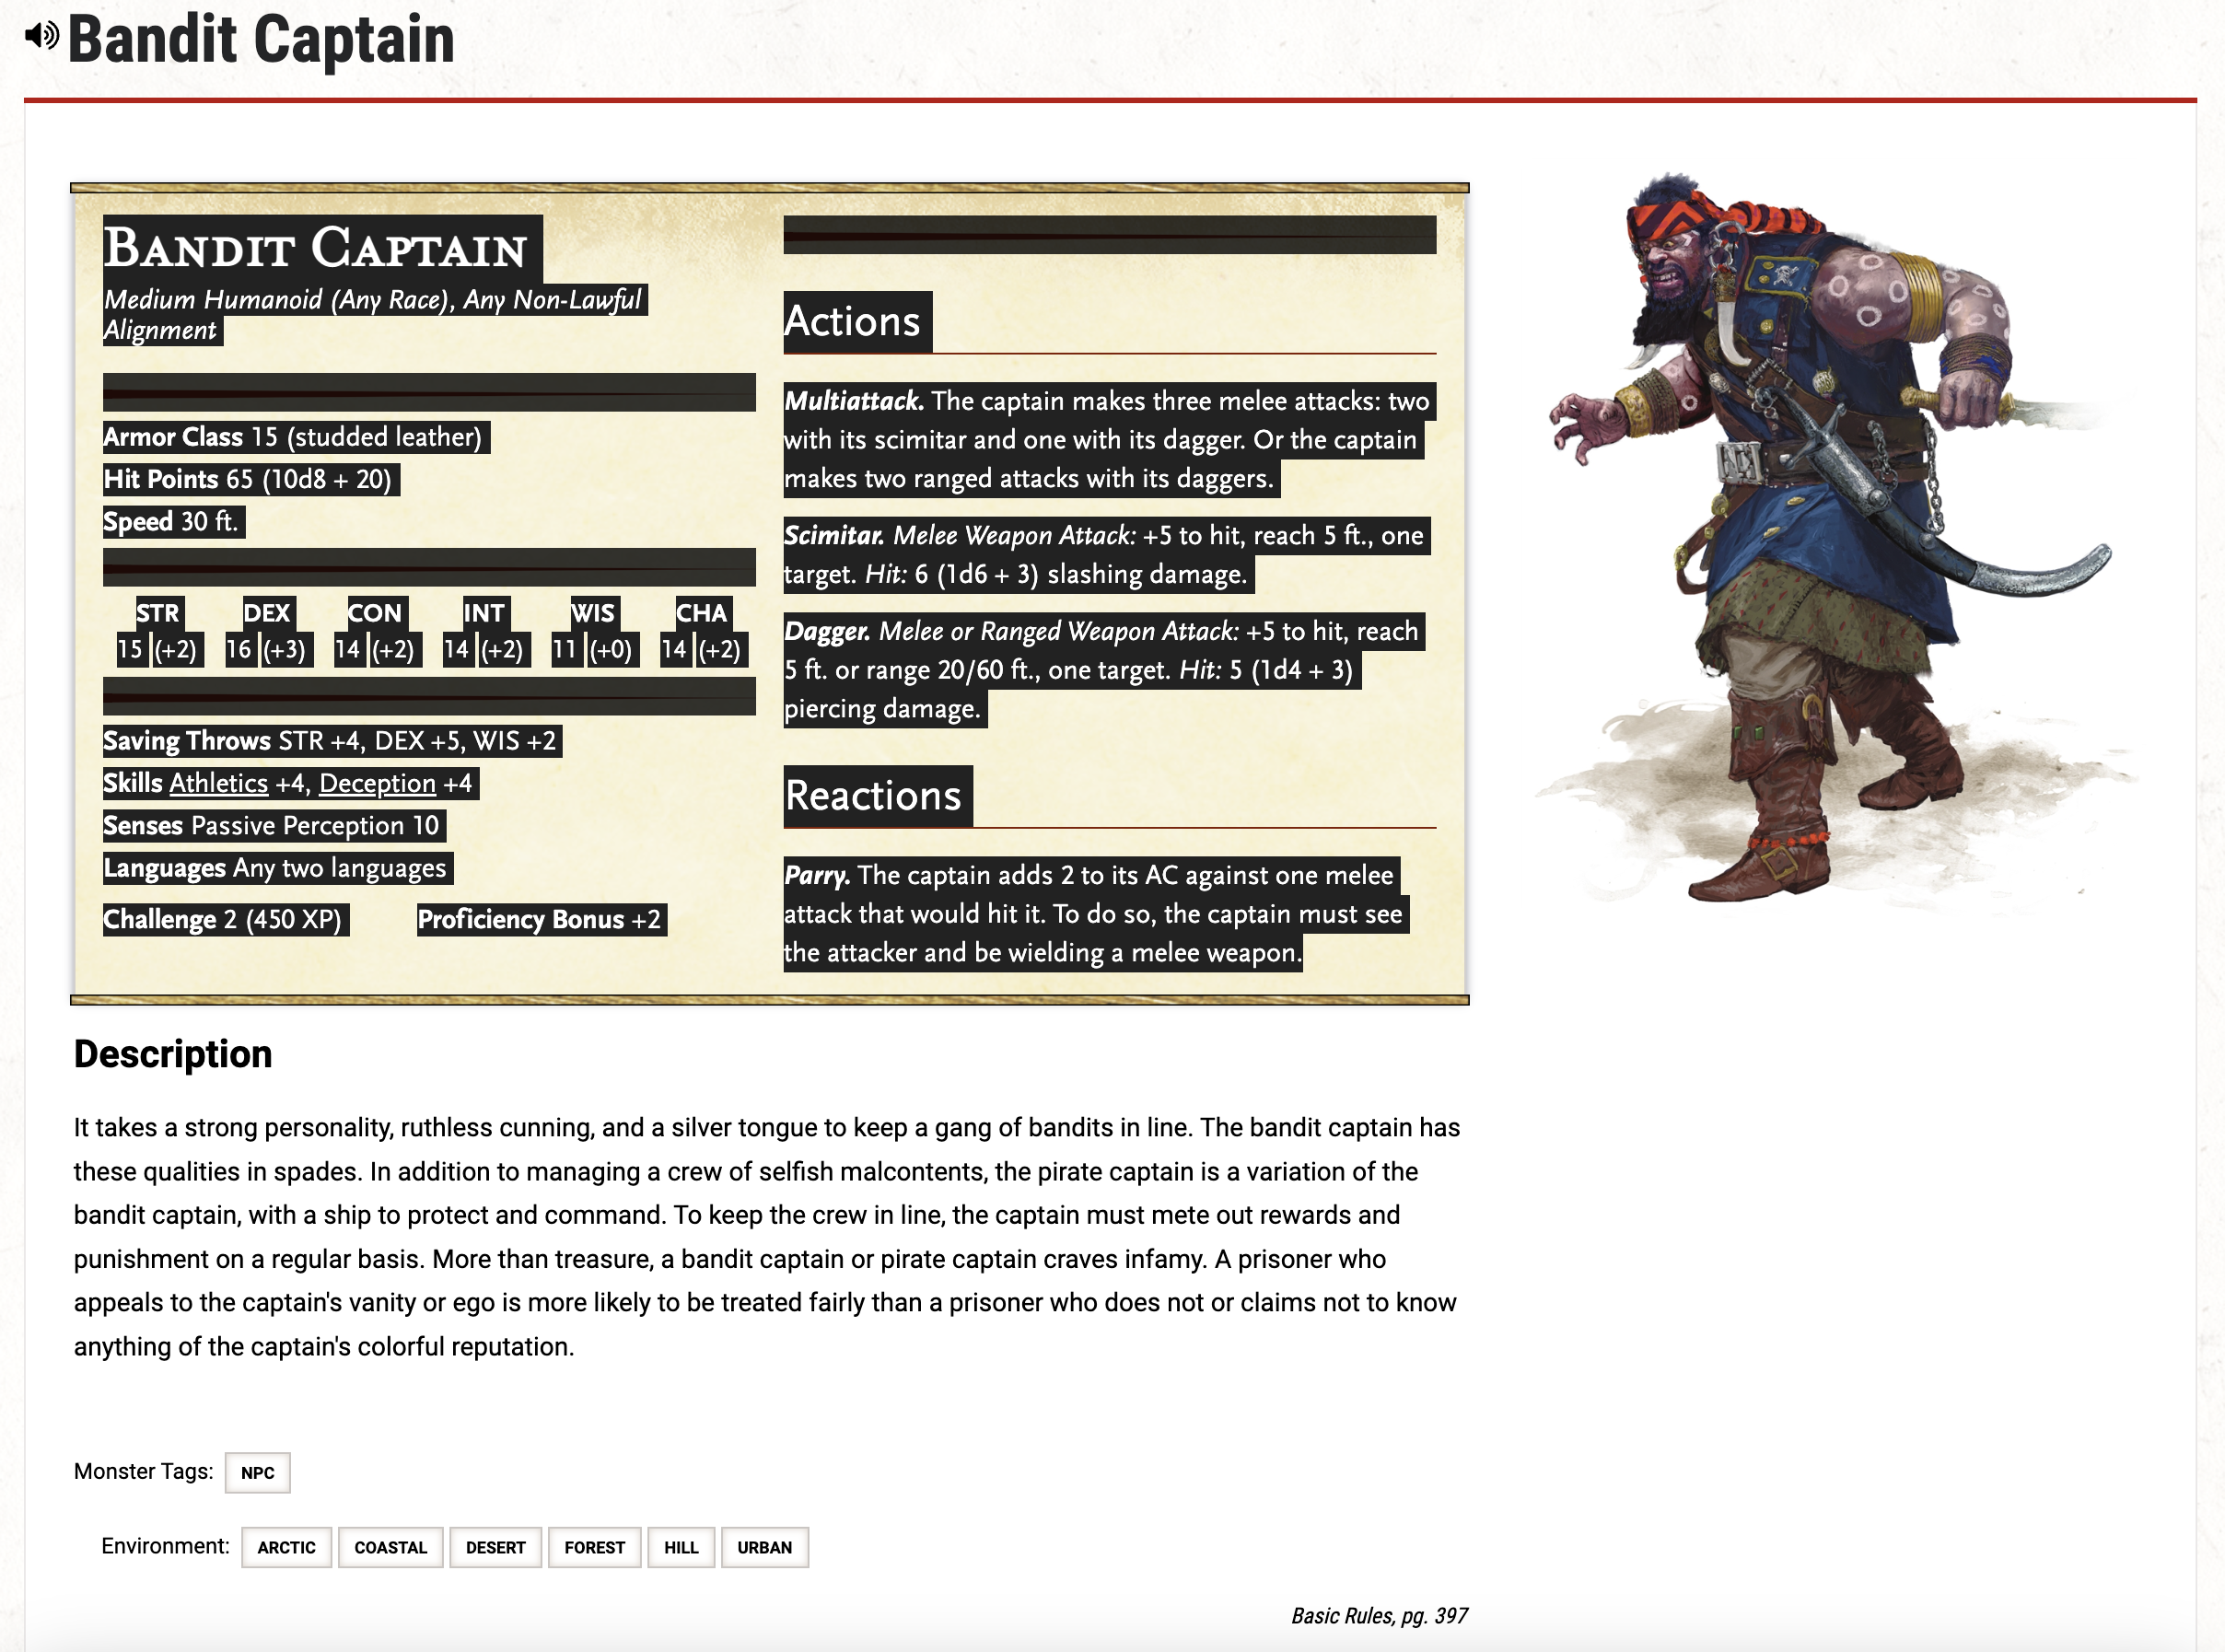 Bandit Captain
Bandit Captain
Medium Humanoid (Any Race), Any Non-Lawful
Alignment
Armor Class 15 (studded leather)
Hit Points 65 (10d8 + 20)
Speed 30 ft.
STR DEX CON INT WIS CHA
15 (+2) 16 (+3) 14 (+2) 14 (+2) 11 (+0) 14 (+2)
Saving Throws STR +4, DEX +5, WIS +2
Skills Athletics +4, Deception +4
Senses Passive Perception 10
Languages Any two languages
Challenge 2 (450 XP) Proficiency Bonus +2
Actions
Multiattack. The captain makes three melee attacks: two
with its scimitar and one with its dagger. Or the captain
makes two ranged attacks with its daggers.
Scimitar. Melee Weapon Attack: +5 to hit, reach 5 ft., one
target. Hit: 6 (1d6 + 3) slashing damage.
Dagger. Melee or Ranged Weapon Attack: +5 to hit, reach
5 ft. or range 20/60 ft., one target. Hit: 5 (1d4 + 3)
piercing damage.
Reactions
Parry. The captain adds 2 to its AC against one melee
attack that would hit it. To do so, the captain must see
the attacker and be wielding a melee weapon.
Description
It takes a strong personality, ruthless cunning, and a silver tongue to keep a gang of bandits in line. The bandit captain has
these qualities in spades. In addition to managing a crew of selfish malcontents, the pirate captain is a variation of the
bandit captain, with a ship to protect and command. To keep the crew in line, the captain must mete out rewards and
punishment on a regular basis. More than treasure, a bandit captain or pirate captain craves infamy. A prisoner who
appeals to the captain's vanity or ego is more likely to be treated fairly than a prisoner who does not or claims not to know
anything of the captain's colorful reputation.
Monster Tags: NPC
Environment: ARCTIC COASTAL DESERT FOREST HILL URBAN
Basic Rules, pg. 397